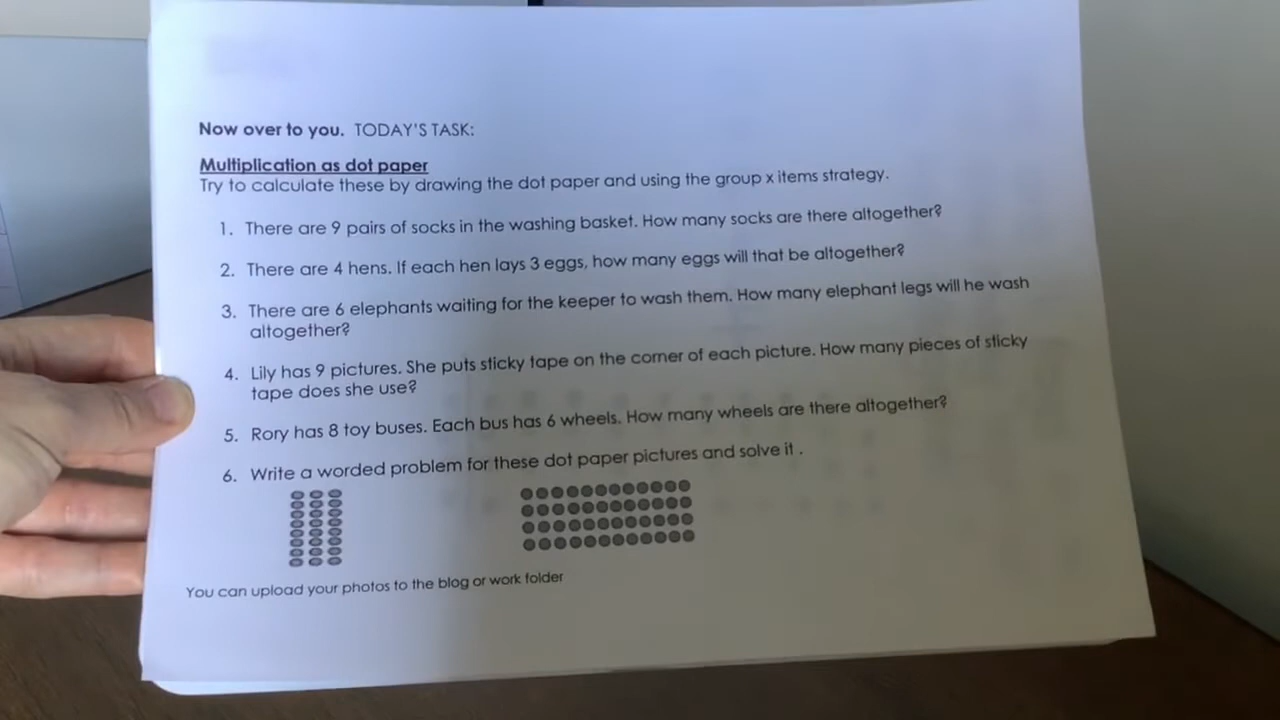 Now over to you. TODAY'S TASK:
Multiplication as dot paper
Try to calculate these by drawing the dot paper and using the group x items strategy.
1. There are 9 pairs of socks in the washing basket. How many socks are there altogether?
2. There are 4 hens. If each hen lays 3 eggs, how many eggs will that be altogether?
3. There are 6 elephants waiting for the keeper to wash them. How many elephant legs will he wash
altogether?
4. Lily has 9 pictures. She puts sticky tape on the corner of each picture. How many pieces of sticky
tape does she use?
5. Rory has 8 toy buses. Each bus has 6 wheels. How many wheels are there altogether?
6. Write a worded problem for these dot paper pictures and solve it .
You can upload your photos to the blog or work folder